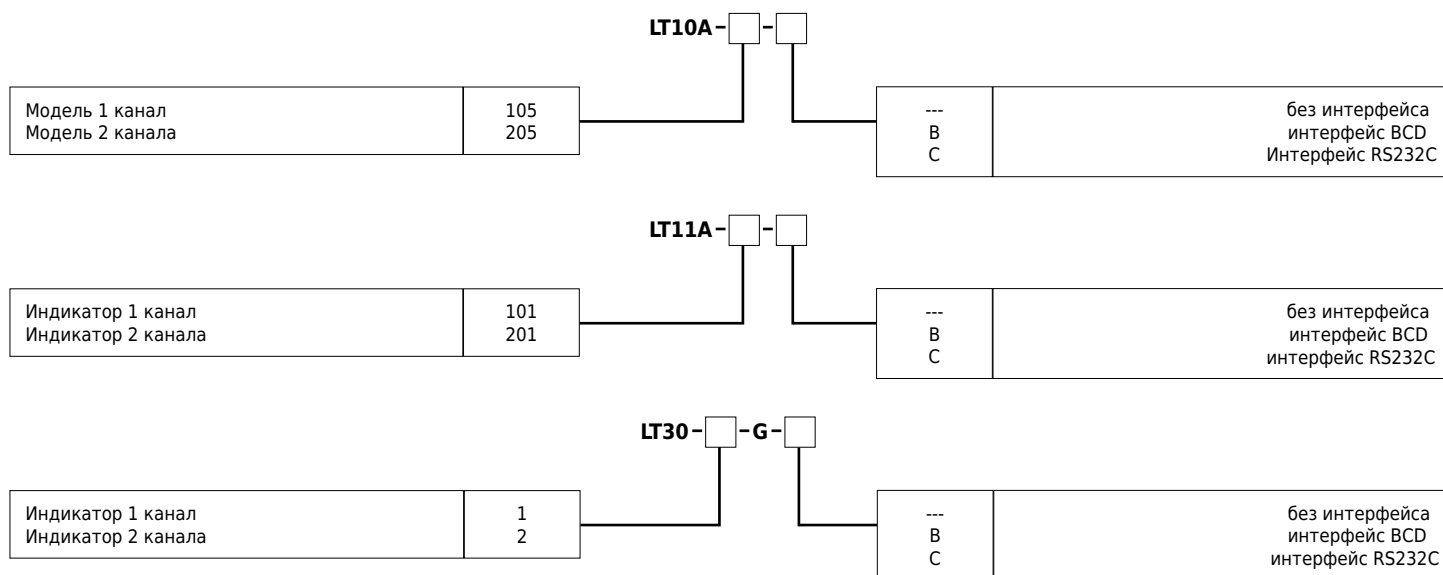 LT10A-□-□
Модель 1 канал 105
Модель 2 канала 205
--- без интерфейса
B интерфейс BCD
C Интерфейс RS232C
LT11A-□-□
Индикатор 1 канал 101
Индикатор 2 канала 201
--- без интерфейса
B интерфейс BCD
C интерфейс RS232C
LT30-□-G-□
Индикатор 1 канал 1
Индикатор 2 канала 2
--- без интерфейса
B интерфейс BCD
C интерфейс RS232C